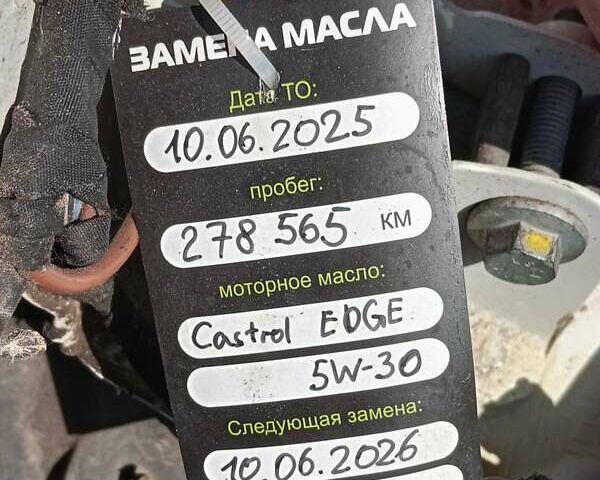 ЗАМЕНА МАСЛА
Дата ТО:
10.06.2025
пробег:
278 565 км
моторное масло:
Castrol EDGE
5W-30
Следующая замена:
10.06.2026